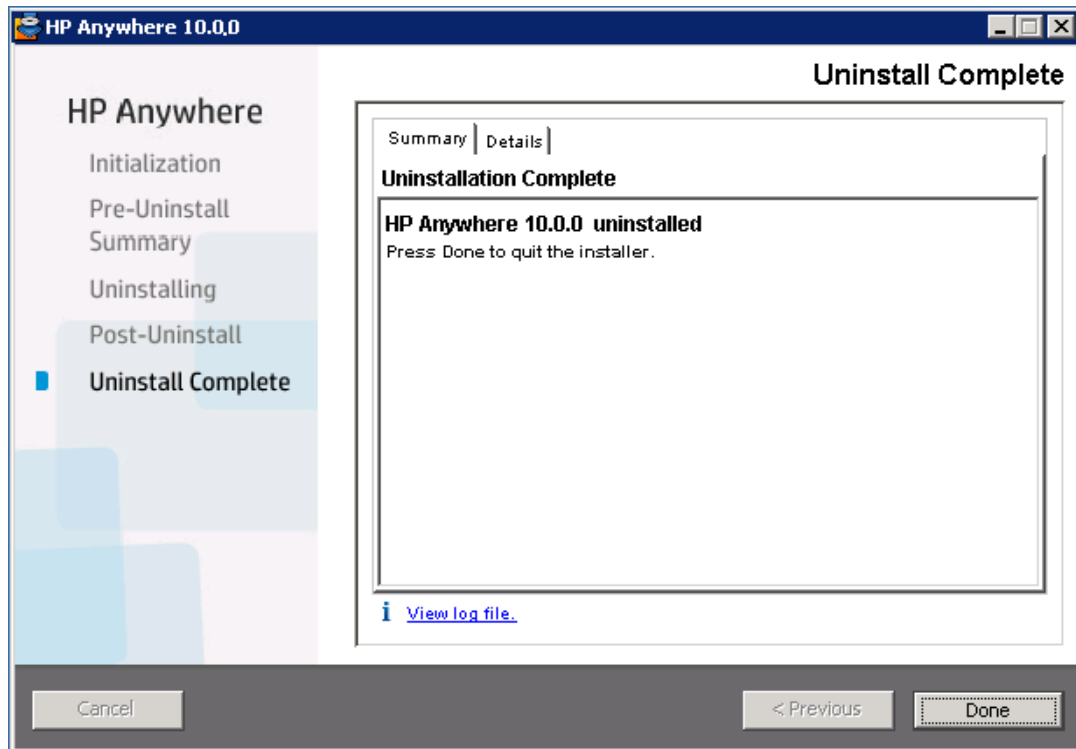 HP Anywhere 10.0.0
Uninstall Complete
HP Anywhere
Initialization
Pre-Uninstall
Summary
Uninstalling
Post-Uninstall
Uninstall Complete
Summary
Details
Uninstallation Complete
HP Anywhere 10.0.0 uninstalled
Press Done to quit the installer.
i
View log file.
Cancel
< Previous
Done